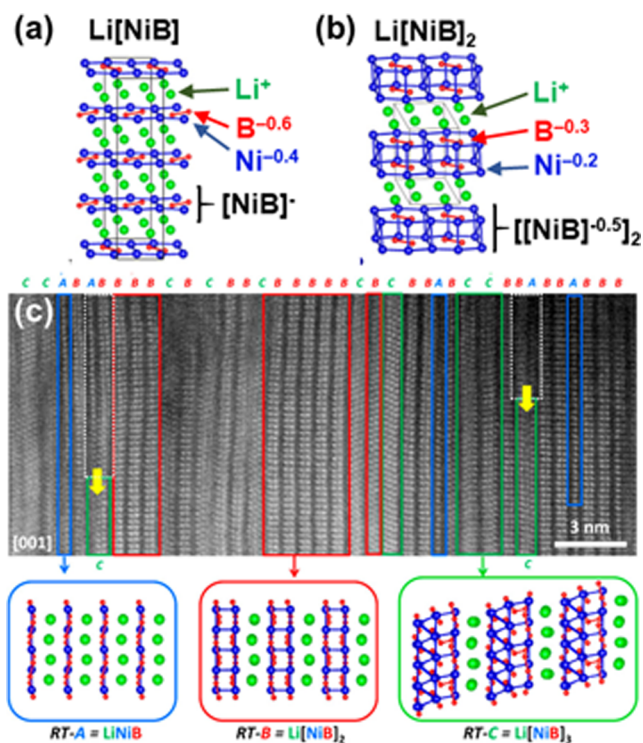 (a)
Li[NiB]
Li⁺
B⁻⁰·⁶
Ni⁻⁰·⁴
[NiB]⁻
(b)
Li[NiB]₂
Li⁺
B⁻⁰·³
Ni⁻⁰·²
[[NiB]⁻⁰·⁵]₂
C C A B A B B B B C B C
(c)
[001]
3 nm
C
C
RT-A = LiNiB
RT-B = Li[NiB]₂
RT-C = Li[NiB]₃